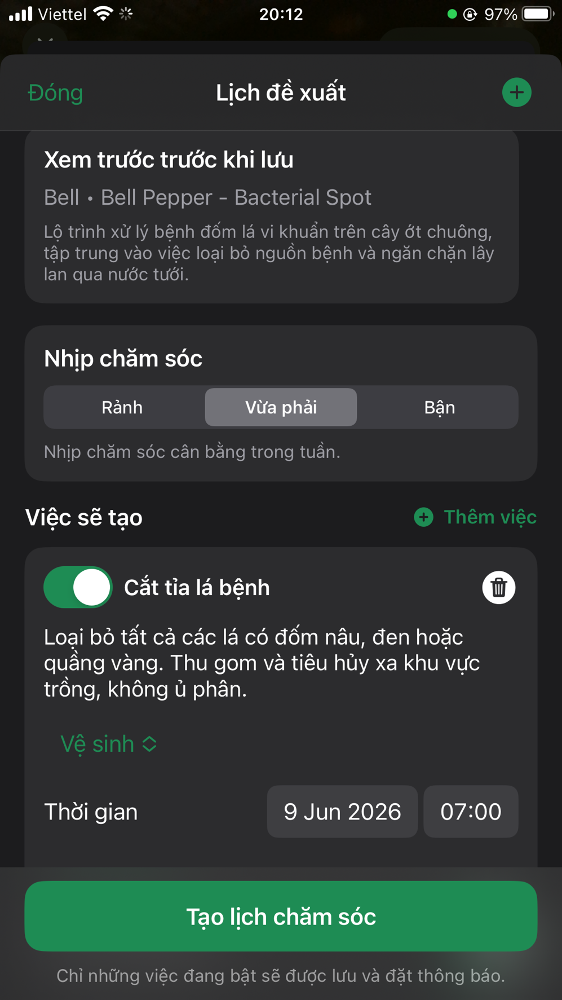 Viettel 20:12 97%
Đóng Lịch đề xuất
Xem trước trước khi lưu
Bell • Bell Pepper - Bacterial Spot
Lộ trình xử lý bệnh đốm lá vi khuẩn trên cây ớt chuông,
tập trung vào việc loại bỏ nguồn bệnh và ngăn chặn lây
lan qua nước tưới.
Nhịp chăm sóc
Rảnh Vừa phải Bận
Nhịp chăm sóc cân bằng trong tuần.
Việc sẽ tạo Thêm việc
Cắt tỉa lá bệnh
Loại bỏ tất cả các lá có đốm nâu, đen hoặc
quầng vàng. Thu gom và tiêu hủy xa khu vực
trồng, không ủ phân.
Vệ sinh
Thời gian 9 Jun 2026 07:00
Tạo lịch chăm sóc
Chỉ những việc đang bật sẽ được lưu và đặt thông báo.